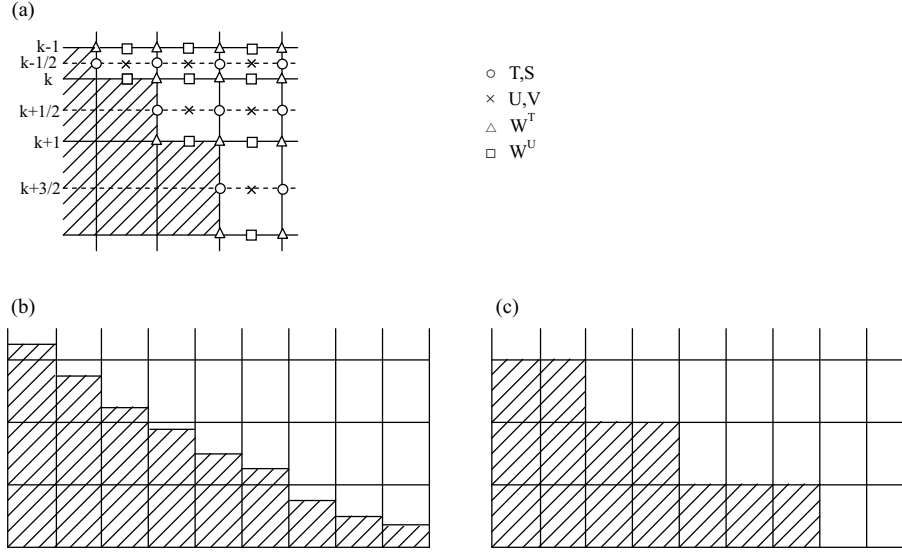 (a)
k-1
k-1/2
k
k+1/2
k+1
k+3/2
T,S
U,V
W^T
W^U
(b)
(c)